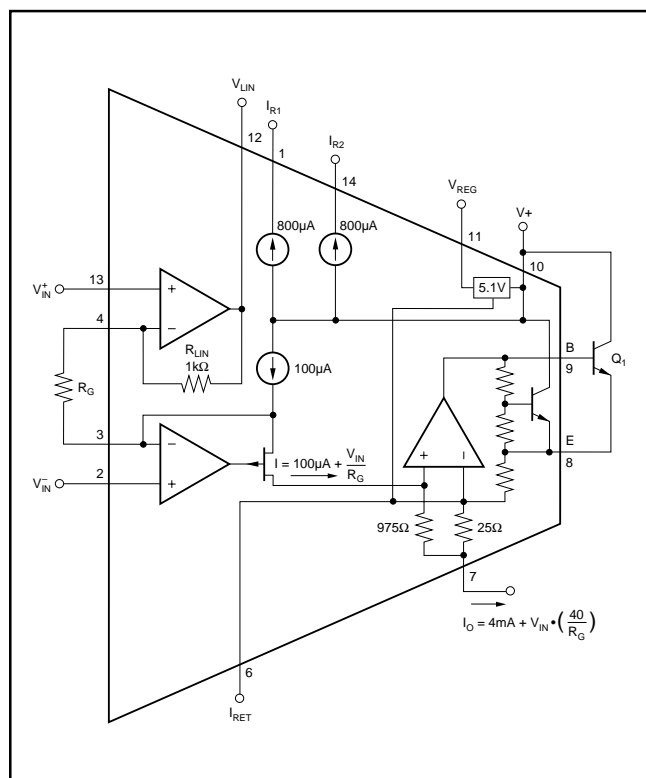 V_LIN
12
I_R1
1
I_R2
14
V_REG
11
V+
10
800µA
800µA
5.1V
V_IN^+
13
4
R_LIN
1kΩ
100µA
B
9
Q_1
R_G
3
I = 100µA + V_IN/R_G
E
8
V_IN^–
2
975Ω
25Ω
7
I_O = 4mA + V_IN • (40/R_G)
6
I_RET
+
–
–
+
+
–